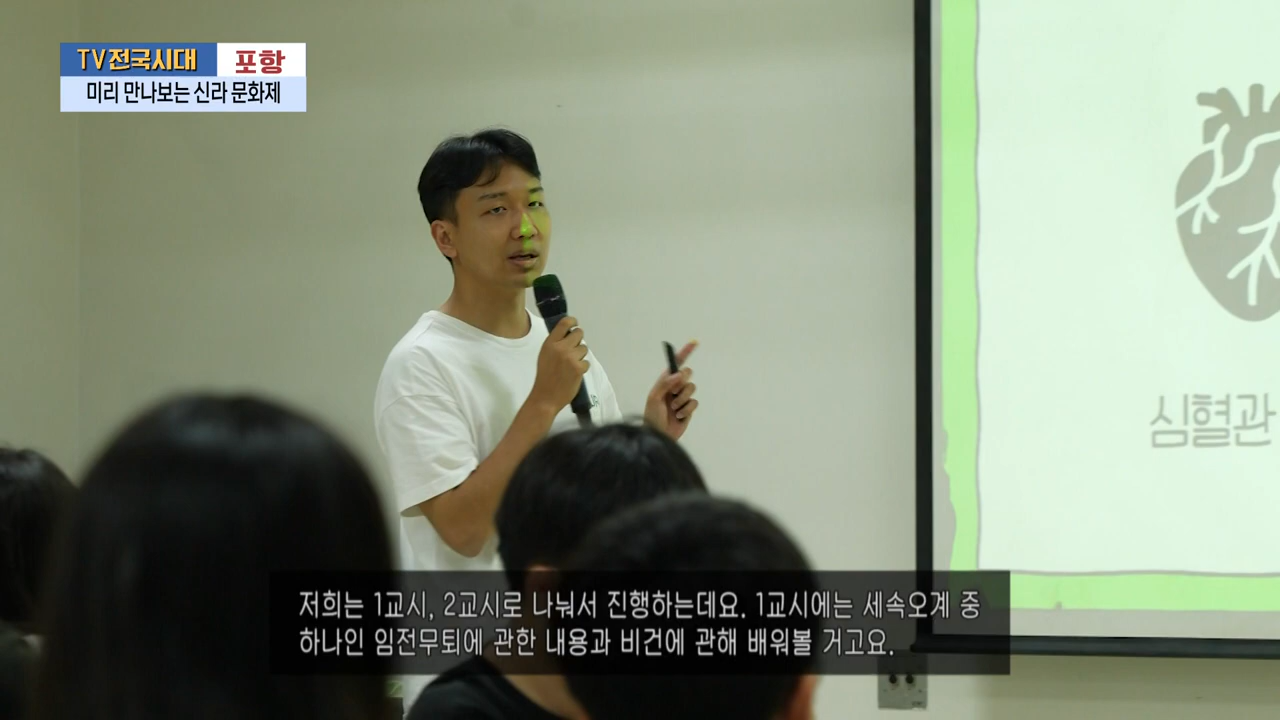 TV전국시대 포항
미리 만나보는 신라 문화제
심혈관
저희는 1교시, 2교시로 나눠서 진행하는데요. 1교시에는 세속오계 중
하나인 임전무퇴에 관한 내용과 비건에 관해 배워볼 거고요.